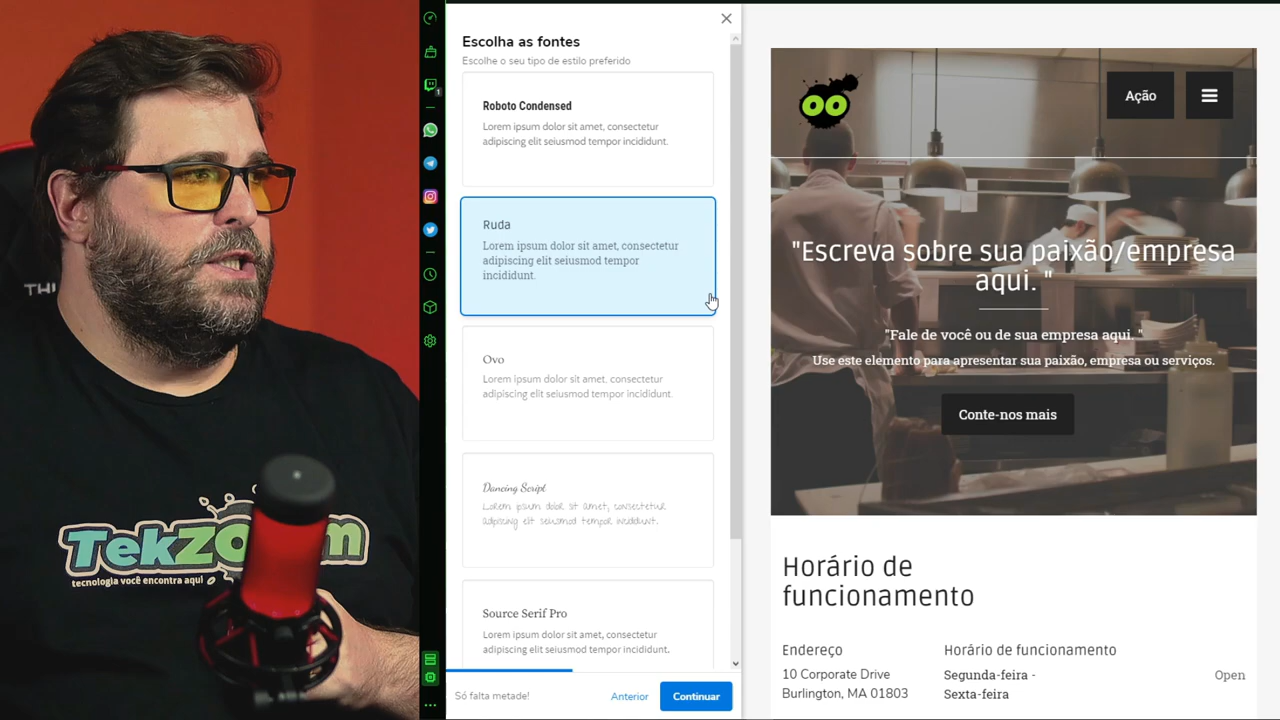 THI
TekZoom
tecnologia você encontra aqui
1
Escolha as fontes
Escolhe o seu tipo de estilo preferido
Roboto Condensed
Lorem ipsum dolor sit amet, consectetur
adipiscing elit seiusmod tempor incididunt.
Ruda
Lorem ipsum dolor sit amet, consectetur
adipiscing elit seiusmod tempor
incididunt.
Ovo
Lorem ipsum dolor sit amet, consectetur
adipiscing elit seiusmod tempor incididunt.
Dancing Script
Lorem ipsum dolor sit amet, consectetur
adipiscing elit seiusmod tempor incididunt.
Source Serif Pro
Lorem ipsum dolor sit amet, consectetur
adipiscing elit seiusmod tempor incididunt.
Só falta metade!
Anterior
Continuar
Ação
"Escreva sobre sua paixão/empresa
aqui. "
"Fale de você ou de sua empresa aqui. "
Use este elemento para apresentar sua paixão, empresa ou serviços.
Conte-nos mais
Horário de
funcionamento
Endereço
10 Corporate Drive
Burlington, MA 01803
Horário de funcionamento
Segunda-feira -
Sexta-feira
Open